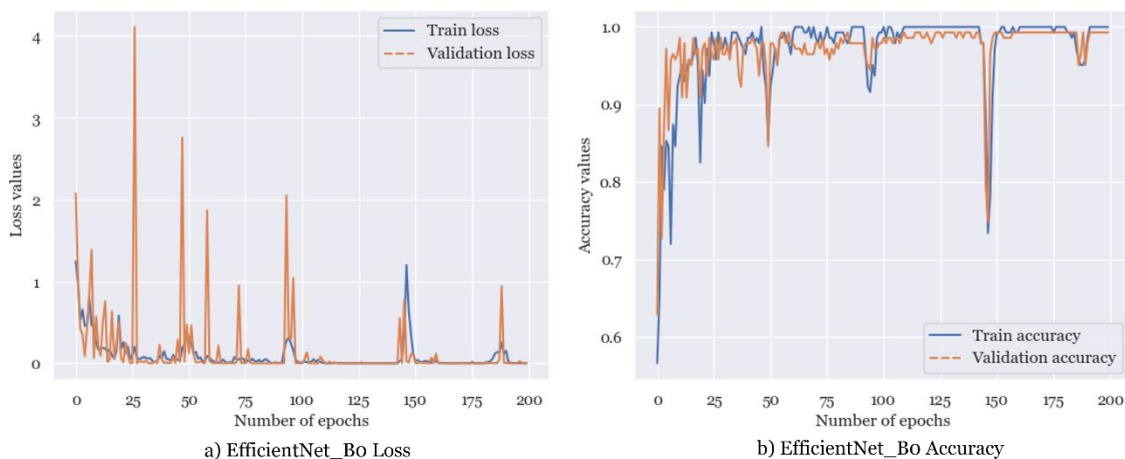 Train loss
Validation loss
4
3
2
1
0
Loss values
0
25
50
75
100
125
150
175
200
Number of epochs
a) EfficientNet_B0 Loss
1.0
0.9
0.8
0.7
0.6
Accuracy values
Train accuracy
Validation accuracy
0
25
50
75
100
125
150
175
200
Number of epochs
b) EfficientNet_B0 Accuracy